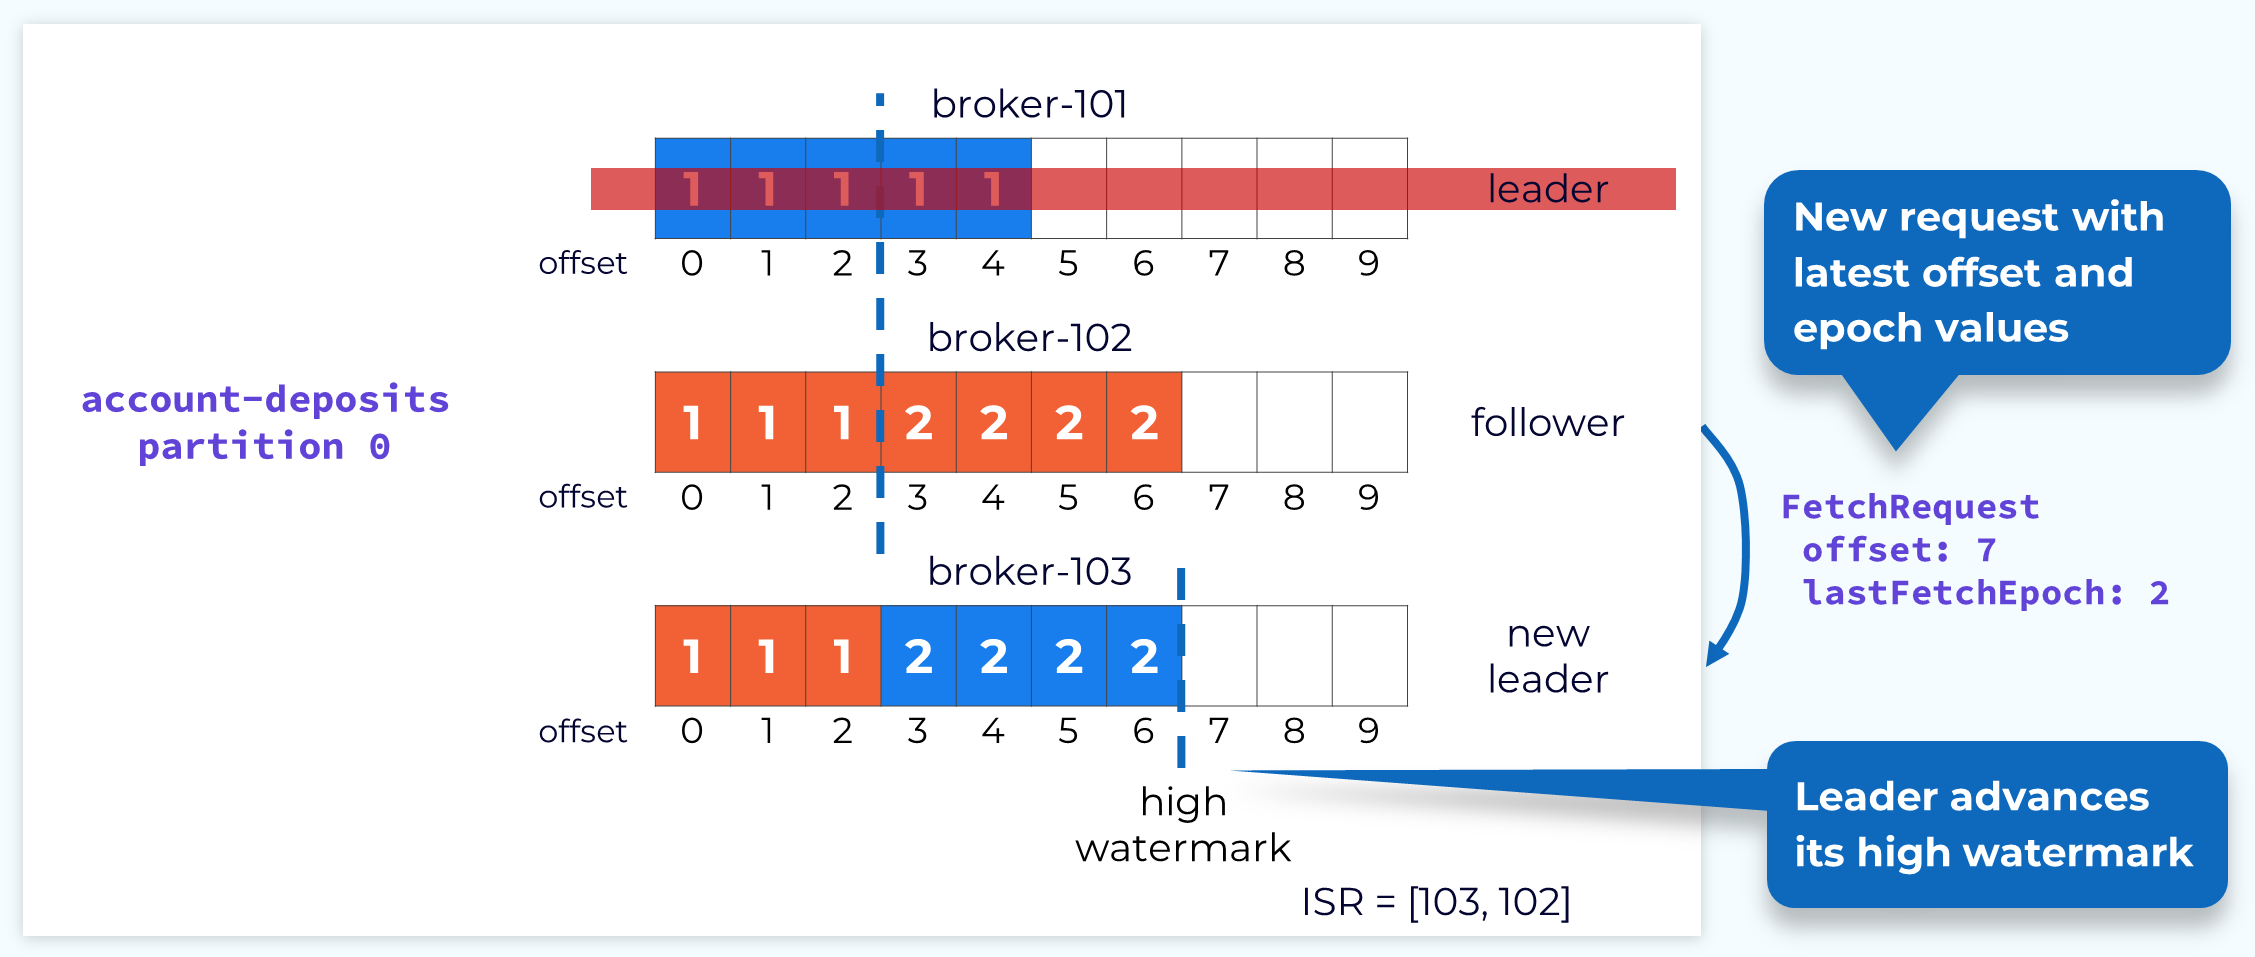 broker-101
1 1 1 1 1
leader
offset 0 1 2 3 4 5 6 7 8 9
broker-102
account-deposits
partition 0
1 1 1 2 2 2 2
follower
offset 0 1 2 3 4 5 6 7 8 9
broker-103
1 1 1 2 2 2 2
new
leader
offset 0 1 2 3 4 5 6 7 8 9
high
watermark
ISR = [103, 102]
New request with
latest offset and
epoch values
FetchRequest
offset: 7
lastFetchEpoch: 2
Leader advances
its high watermark